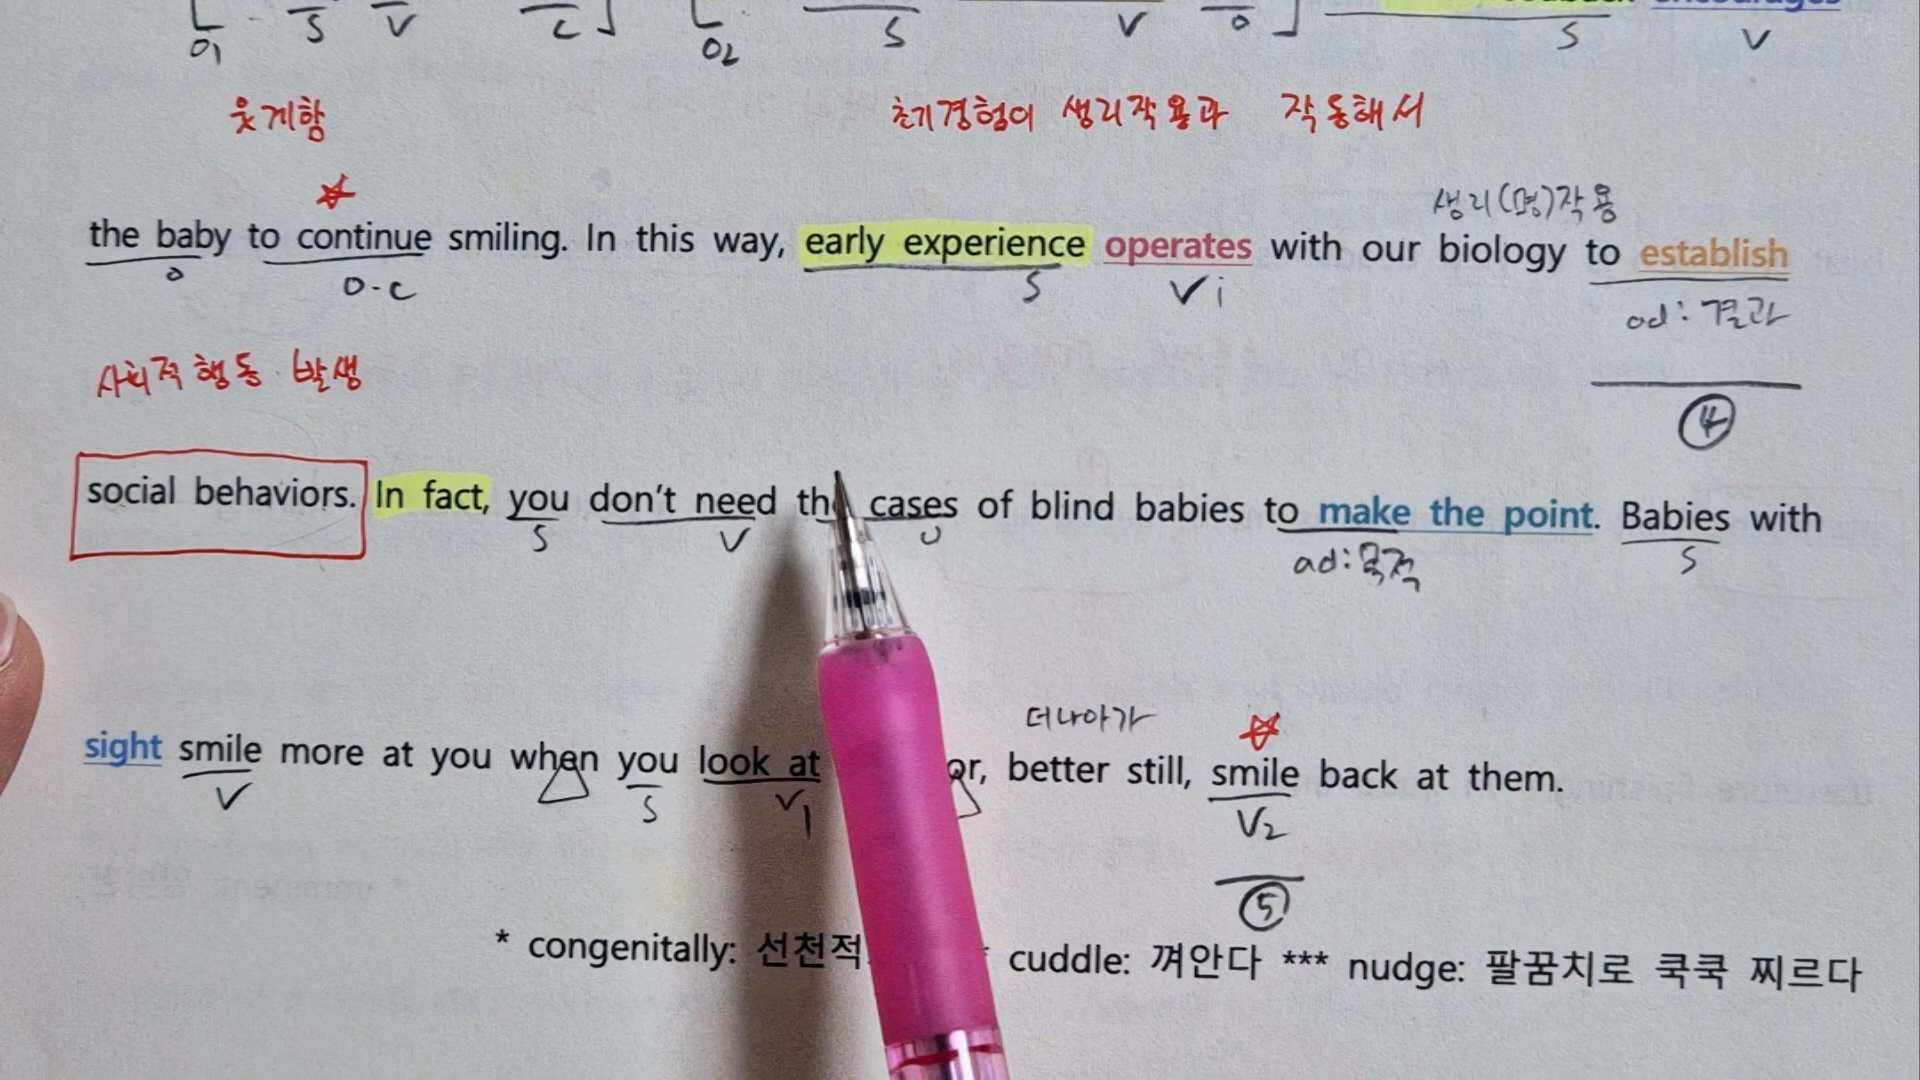 O1 S V C O2 S V O S V
웃게함 초기경험이 생리작용과 작동해서
생리(명)작용
the baby to continue smiling. In this way, early experience operates with our biology to establish
O O·C S Vi ad: 결과
사회적행동 발생
④
social behaviors. In fact, you don't need cases of blind babies to make the point. Babies with
S V O ad: 목적 S
더나아가
sight smile more at you when you look at or, better still, smile back at them.
V S V1 V2
⑤
* congenitally: 선천적 cuddle: 껴안다 *** nudge: 팔꿈치로 쿡쿡 찌르다